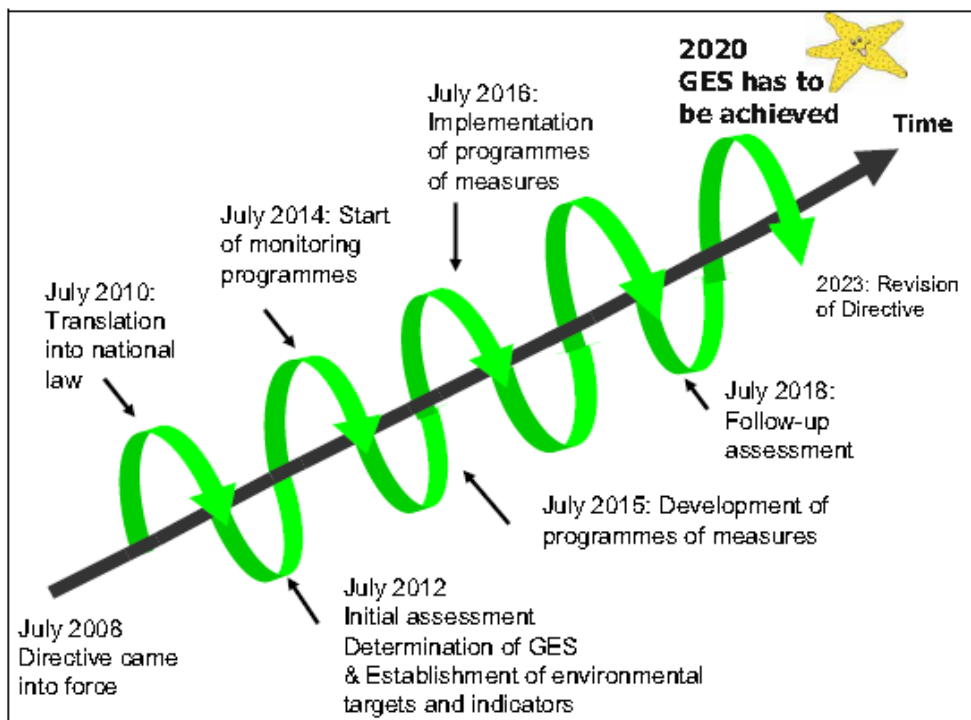 2020
GES has to
be achieved
Time
July 2016:
Implementation
of programmes
of measures
July 2014: Start
of monitoring
programmes
July 2010:
Translation
into national
law
2023: Revision
of Directive
July 2018:
Follow-up
assessment
July 2015: Development of
programmes of measures
July 2012
Initial assessment
Determination of GES
& Establishment of environmental
targets and indicators
July 2008
Directive came
into force